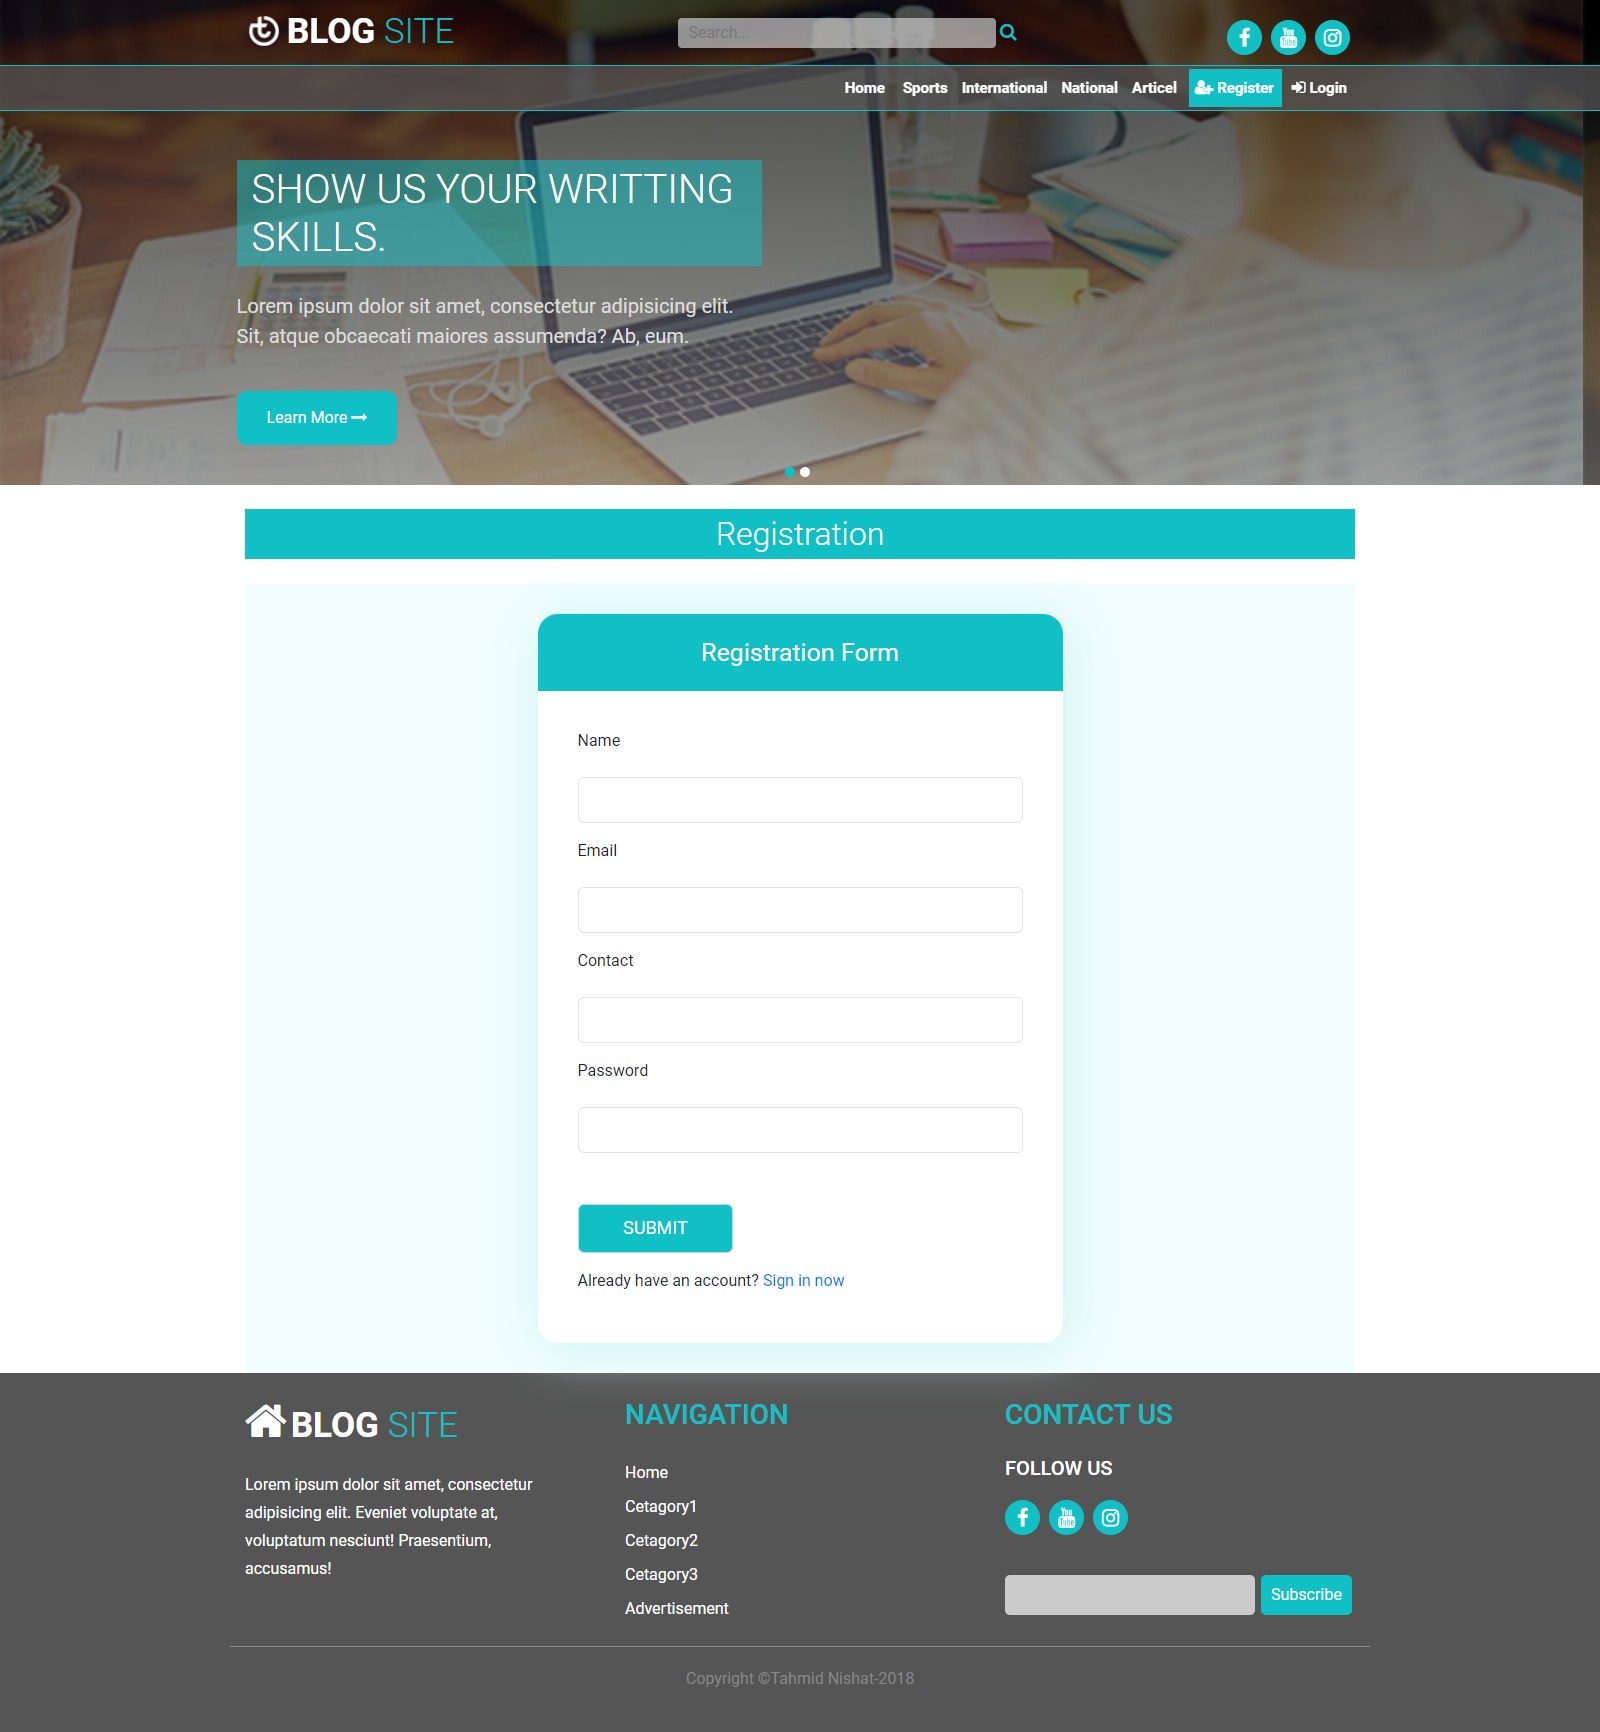 BLOG SITE
Search...
Home Sports International National Articel Register Login
SHOW US YOUR WRITTING
SKILLS.
Lorem ipsum dolor sit amet, consectetur adipisicing elit.
Sit, atque obcaecati maiores assumenda? Ab, eum.
Learn More
Registration
Registration Form
Name
Email
Contact
Password
SUBMIT
Already have an account? Sign in now
BLOG SITE
Lorem ipsum dolor sit amet, consectetur
adipisicing elit. Eveniet voluptate at,
voluptatum nesciunt! Praesentium,
accusamus!
NAVIGATION
Home
Cetagory1
Cetagory2
Cetagory3
Advertisement
CONTACT US
FOLLOW US
You
Tube
Subscribe
Copyright ©Tahmid Nishat-2018